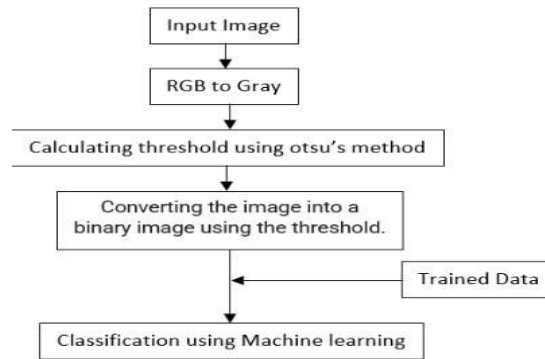 Input Image
RGB to Gray
Calculating threshold using otsu's method
Converting the image into a
binary image using the threshold.
Trained Data
Classification using Machine learning